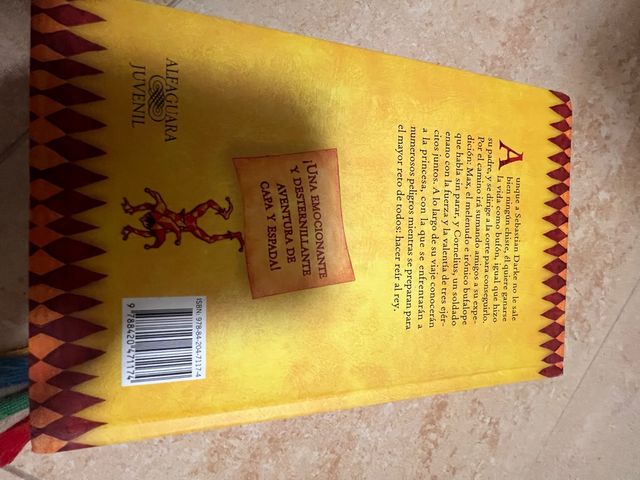 Aunque a Sebastian Darke no le sale
bien ningún chiste, él quiere ganarse
la vida como bufón, igual que hizo
su padre, y se dirige a la corte para conseguirlo.
Por el camino irá sumando amigos a su expe-
dición: Max, el melenudo e irónico bufalope
que habla sin parar, y Cornelius, un soldado
enano con la fuerza y la valentía de tres ejér-
citos juntos. A lo largo de su viaje conocerán
a la princesa, con la que se enfrentarán a
numerosos peligros mientras se preparan para
el mayor reto de todos: hacer reír al rey.
¡UNA EMOCIONANTE
Y DESTERNILLANTE
AVENTURA DE
CAPA Y ESPADA!
ALFAGUARA
JUVENIL
ISBN: 978-84-204-7117-4
9 788420 471174